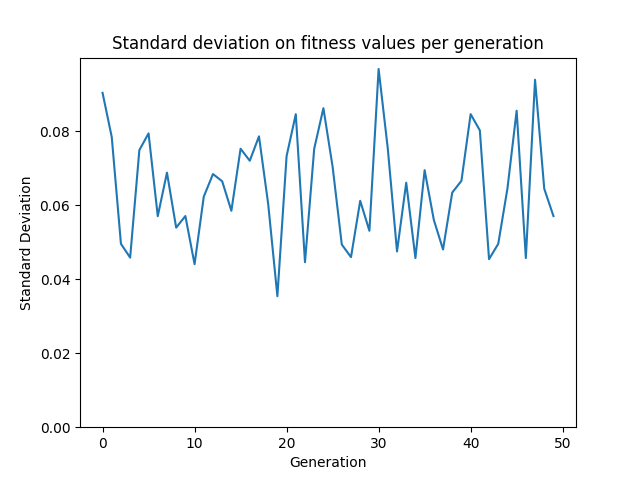 Standard deviation on fitness values per generation
Standard Deviation
0.08
0.06
0.04
0.02
0.00
0 10 20 30 40 50
Generation